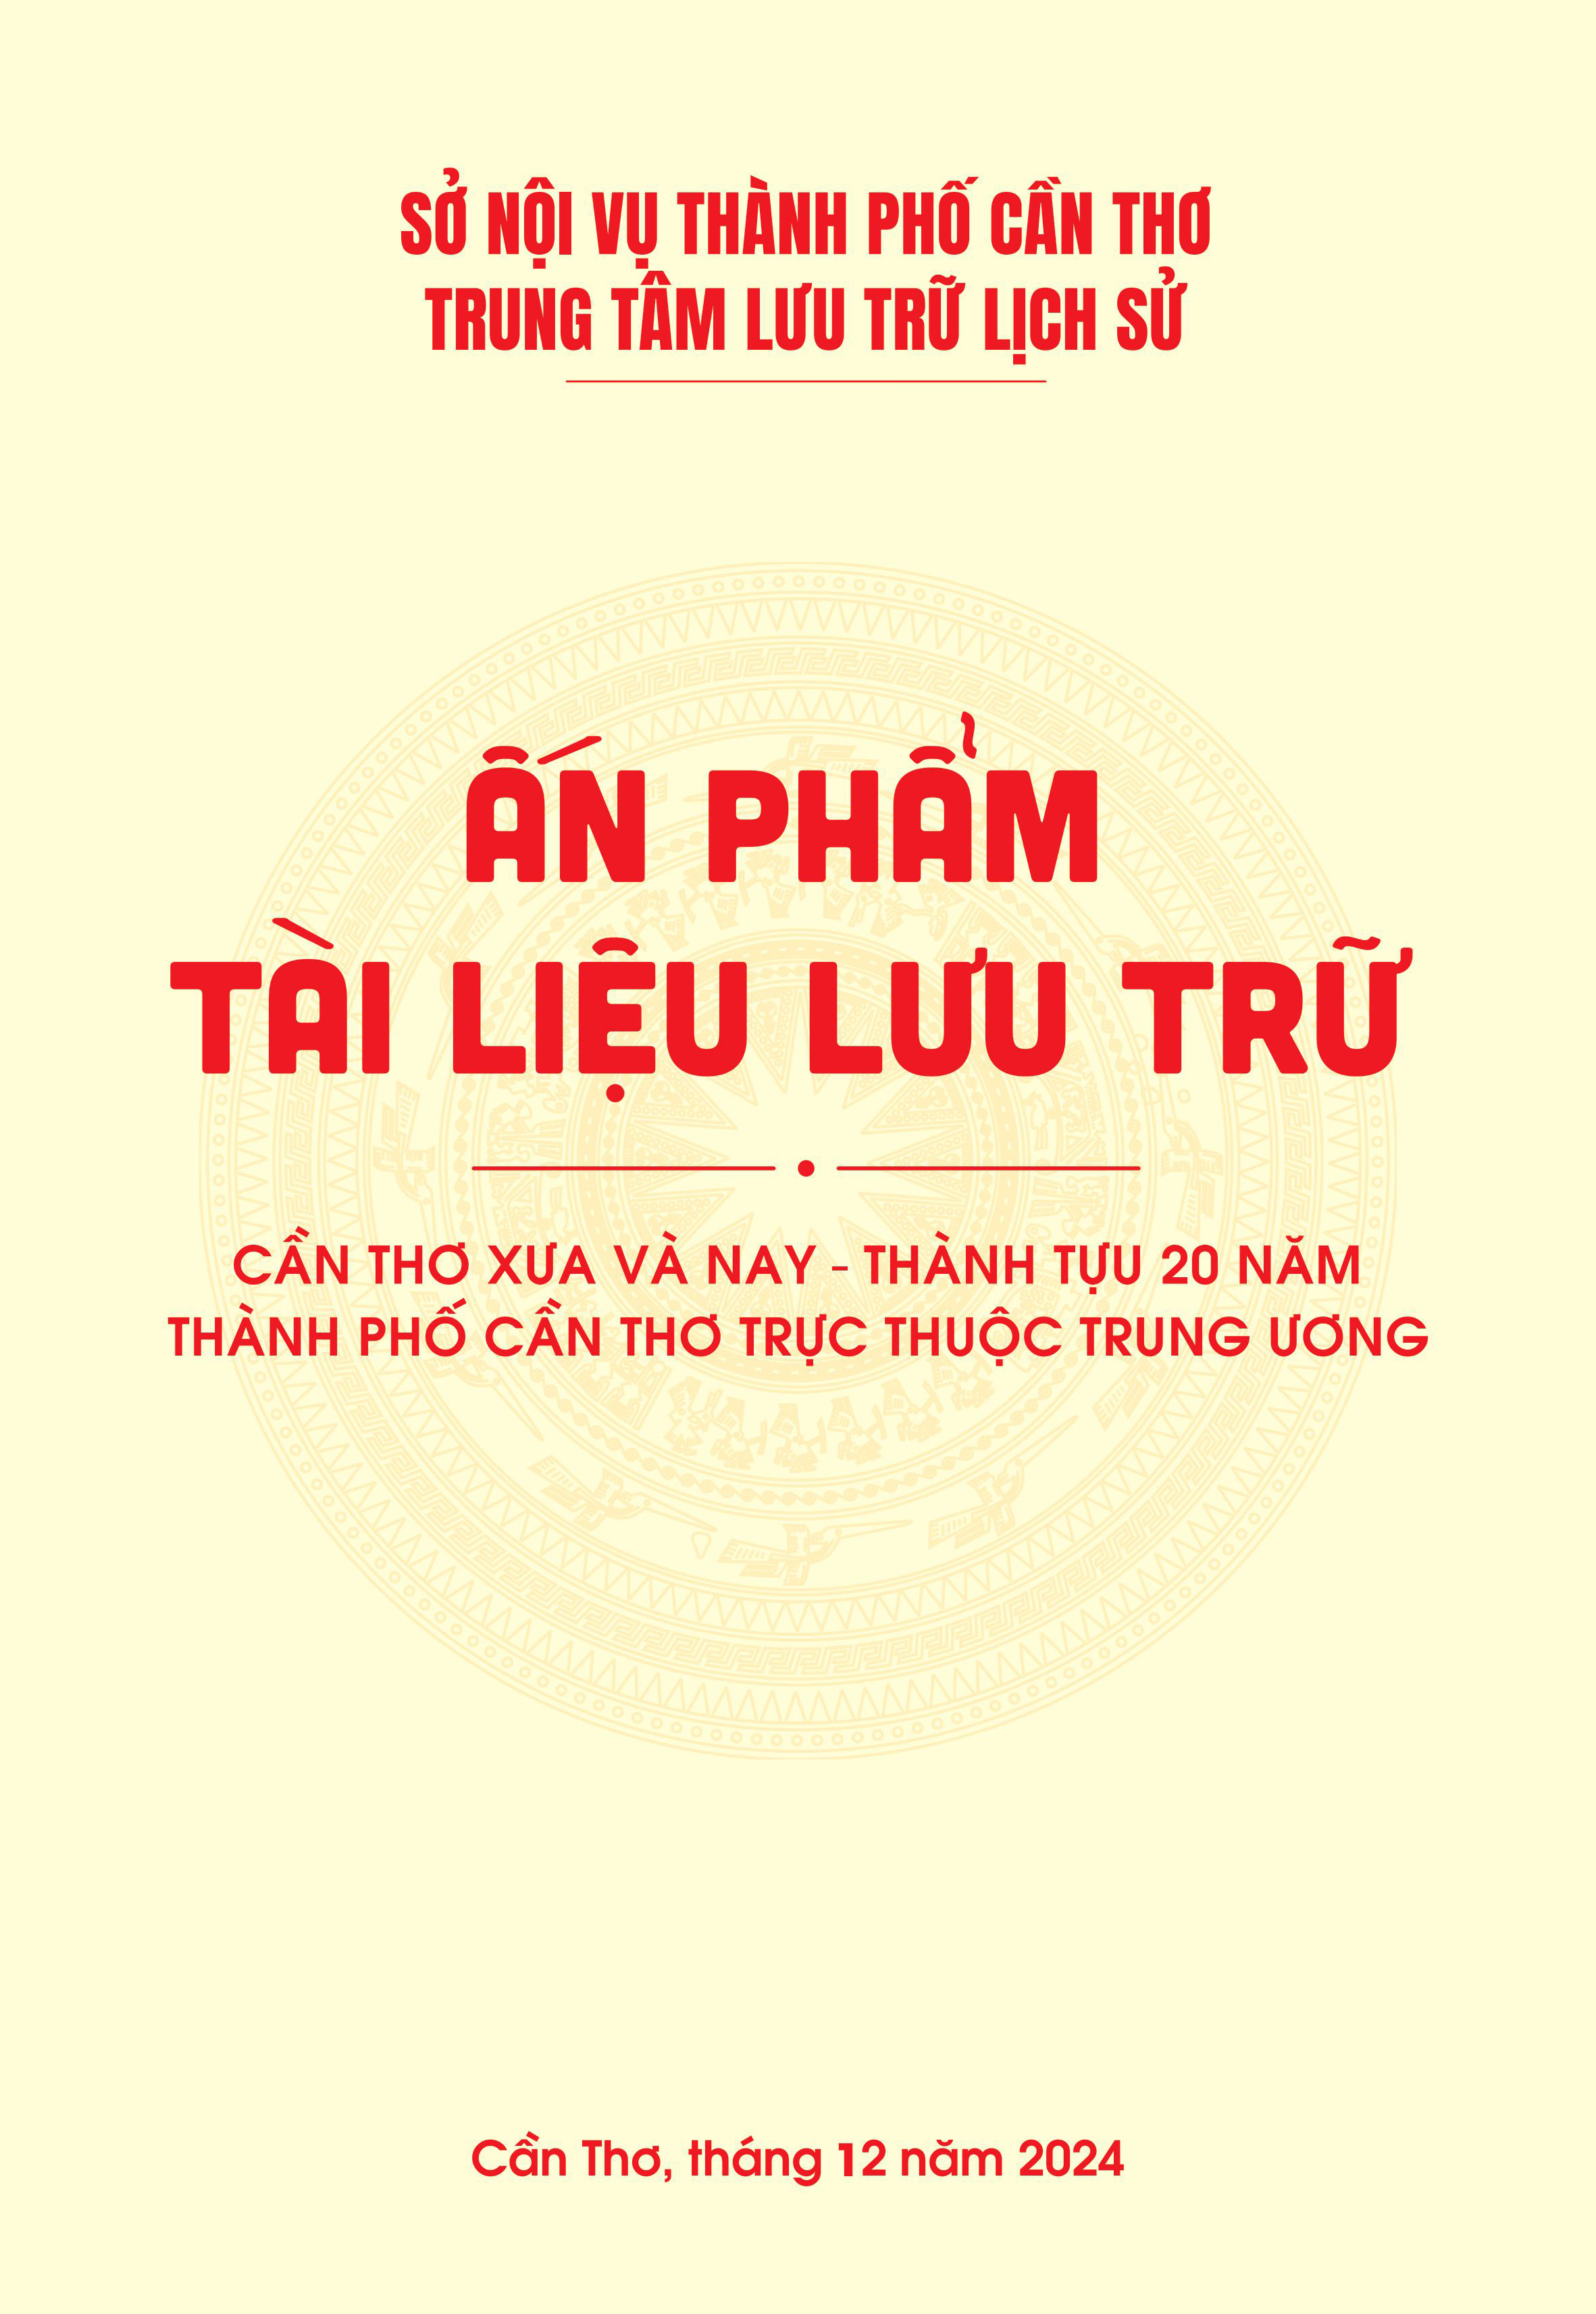 SỞ NỘI VỤ THÀNH PHỐ CẦN THƠ
TRUNG TÂM LƯU TRỮ LỊCH SỬ
ẤN PHẨM
TÀI LIỆU LƯU TRỮ
CẦN THƠ XƯA VÀ NAY - THÀNH TỰU 20 NĂM
THÀNH PHỐ CẦN THƠ TRỰC THUỘC TRUNG ƯƠNG
Cần Thơ, tháng 12 năm 2024